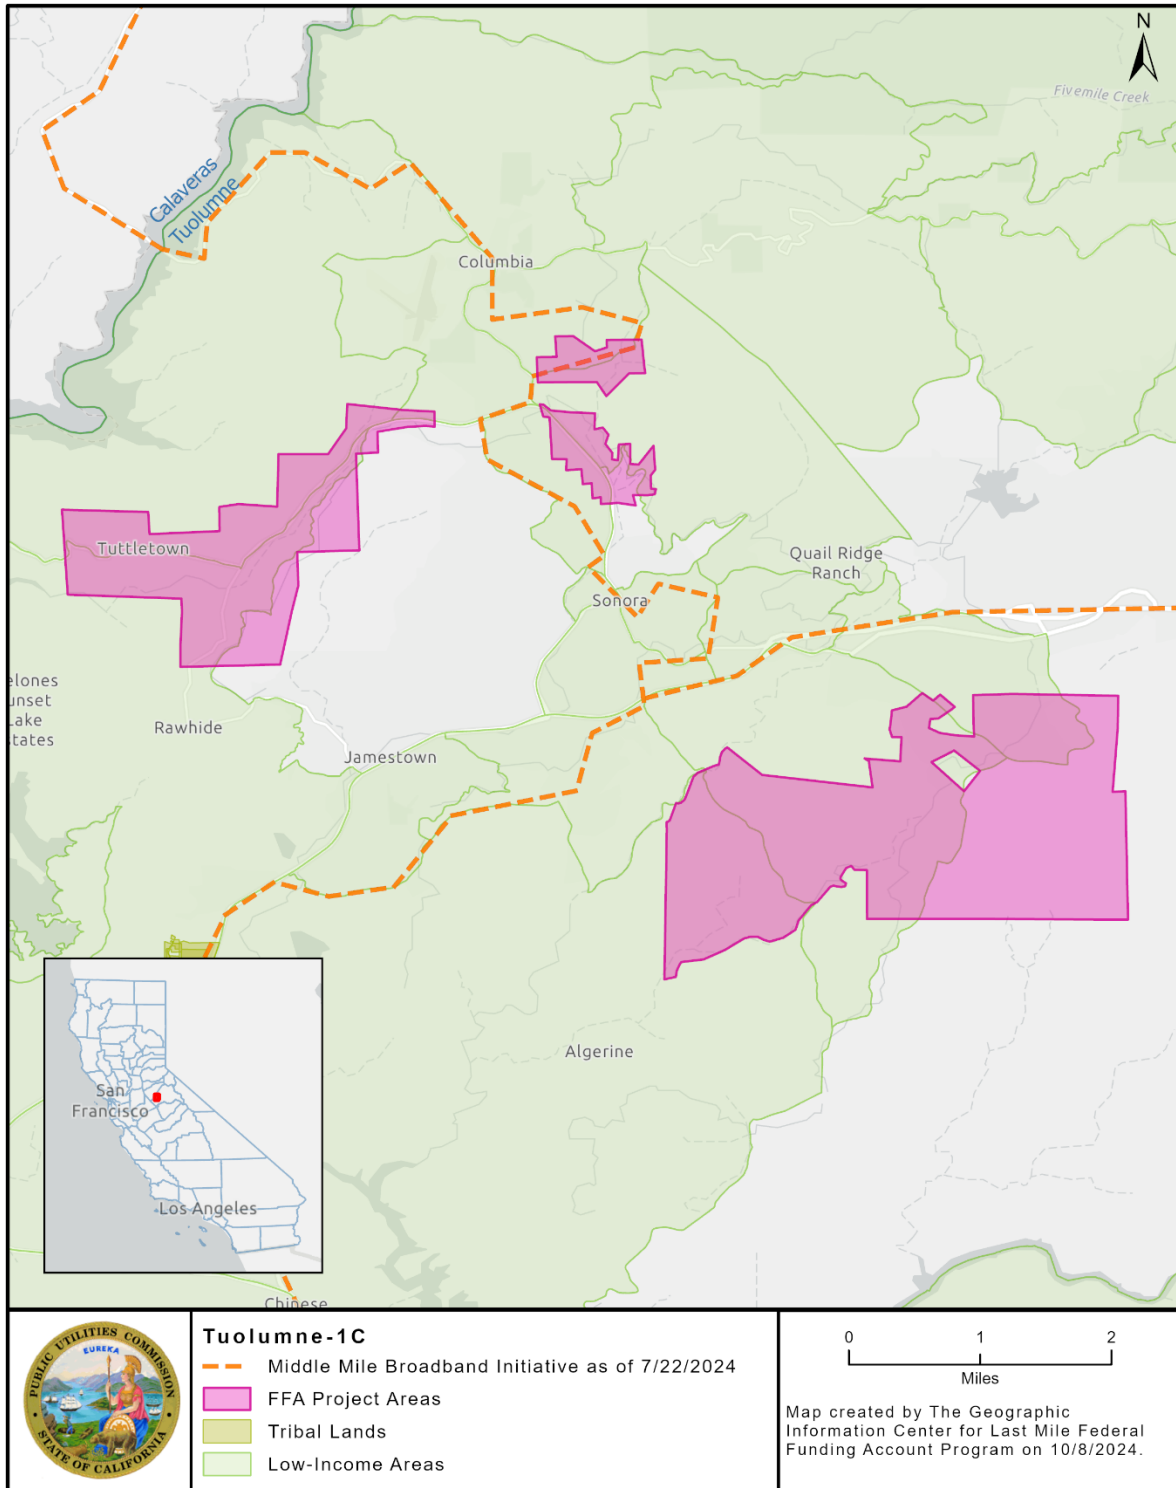 N
Fivemile Creek
Calaveras
Tuolumne
Columbia
Tuttletown
Quail Ridge
Ranch
Sonora
elones
unset
Lake
states
Rawhide
Jamestown
Algerine
San
Francisco
Los Angeles
Chinese
PUBLIC UTILITIES COMMISSION
EUREKA
STATE OF CALIFORNIA
Tuolumne-1C
Middle Mile Broadband Initiative as of 7/22/2024
FFA Project Areas
Tribal Lands
Low-Income Areas
0 1 2
Miles
Map created by The Geographic
Information Center for Last Mile Federal
Funding Account Program on 10/8/2024.